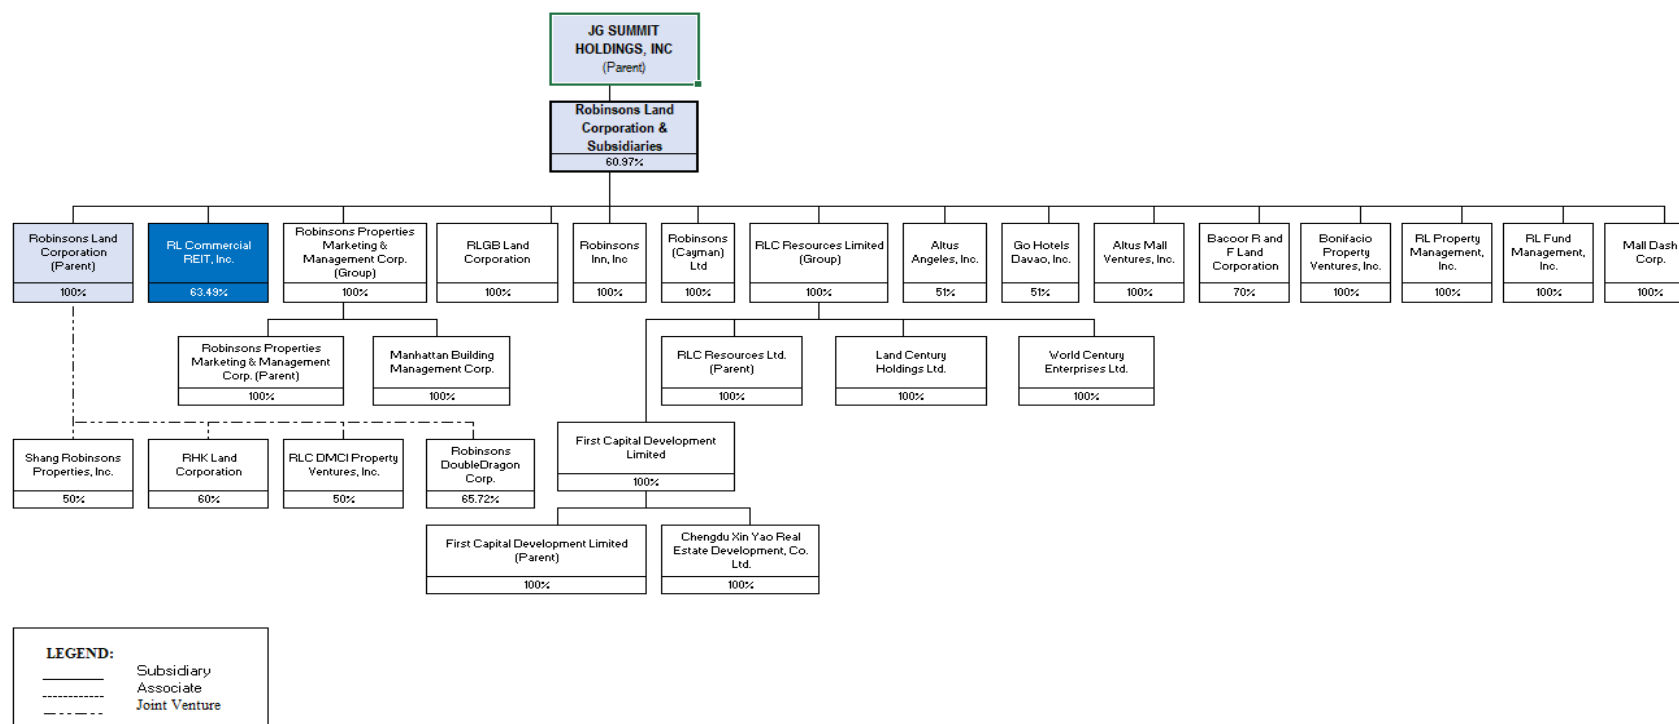 JG SUMMIT
HOLDINGS, INC
(Parent)
Robinsons Land
Corporation &
Subsidiaries
60.97%
Robinsons Land
Corporation
(Parent)
100%
RL Commercial
REIT, Inc.
63.49%
Robinsons Properties
Marketing &
Management Corp.
(Group)
100%
RLGB Land
Corporation
100%
Robinsons
Inn, Inc
100%
Robinsons
(Cayman)
Ltd
100%
RLC Resources Limited
(Group)
100%
Altus
Angeles, Inc.
51%
Go Hotels
Davao, Inc.
51%
Altus Mall
Ventures, Inc.
100%
Bacoor R and
F Land
Corporation
70%
Bonifacio
Property
Ventures, Inc.
100%
RL Property
Management,
Inc.
100%
RL Fund
Management,
Inc.
100%
Mall Dash
Corp.
100%
Robinsons Properties
Marketing & Management
Corp. (Parent)
100%
Manhattan Building
Management Corp.
100%
RLC Resources Ltd.
(Parent)
100%
Land Century
Holdings Ltd.
100%
World Century
Enterprises Ltd.
100%
Shang Robinsons
Properties, Inc.
50%
RHK Land
Corporation
60%
RLC DMCI Property
Ventures, Inc.
50%
Robinsons
DoubleDragon
Corp.
65.72%
First Capital Development
Limited
100%
First Capital Development Limited
(Parent)
100%
Chengdu Xin Yao Real
Estate Development, Co.
Ltd.
100%
LEGEND:
Subsidiary
Associate
Joint Venture